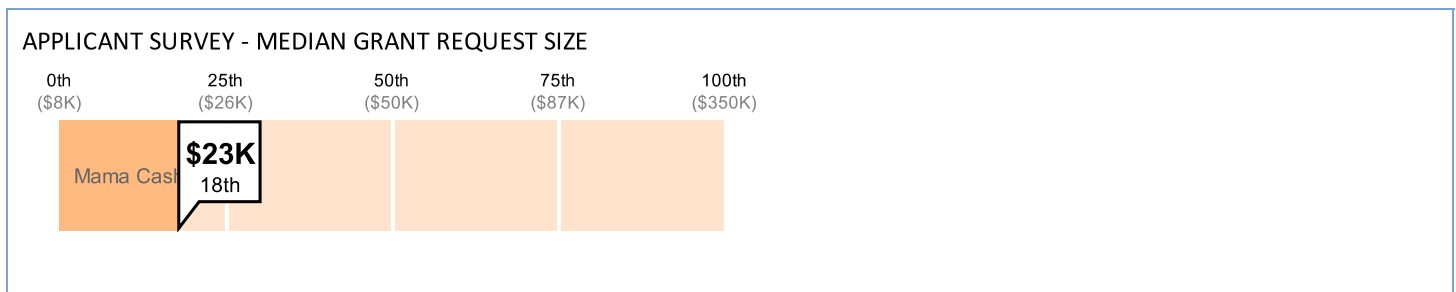 APPLICANT SURVEY - MEDIAN GRANT REQUEST SIZE
0th 25th 50th 75th 100th
($8K) ($26K) ($50K) ($87K) ($350K)
$23K
Mama Cash
18th